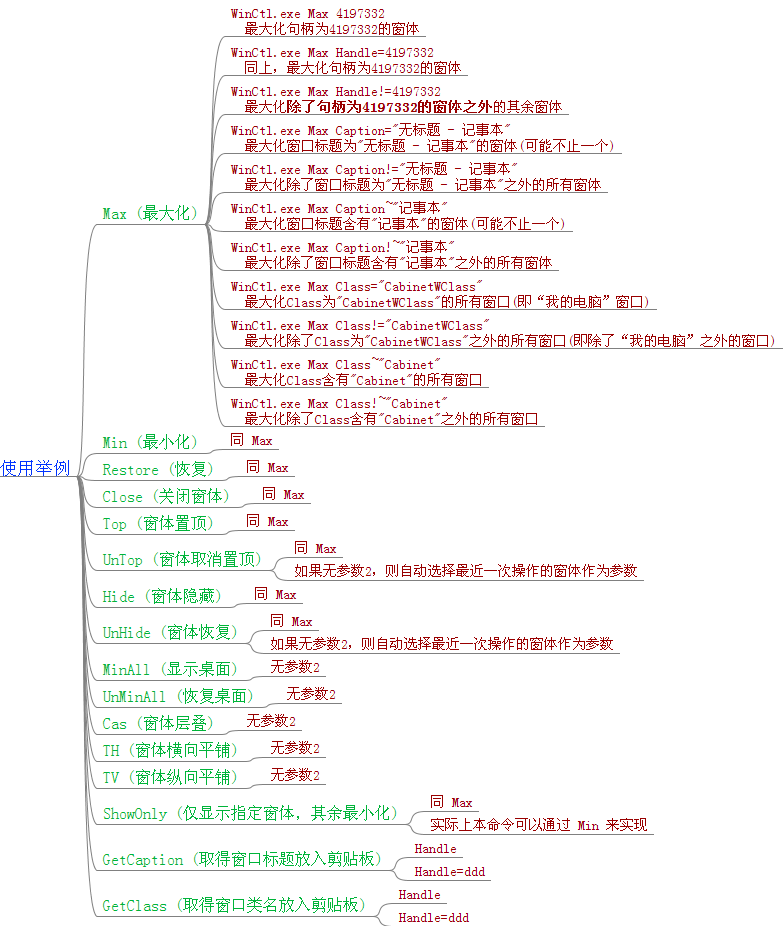 使用举例
Max (最大化)
WinCtl.exe Max 4197332
最大化句柄为4197332的窗体
WinCtl.exe Max Handle=4197332
同上，最大化句柄为4197332的窗体
WinCtl.exe Max Handle!=4197332
最大化除了句柄为4197332的窗体之外的其余窗体
WinCtl.exe Max Caption="无标题 - 记事本"
最大化窗口标题为"无标题 - 记事本"的窗体(可能不止一个)
WinCtl.exe Max Caption!="无标题 - 记事本"
最大化除了窗口标题为"无标题 - 记事本"之外的所有窗体
WinCtl.exe Max Caption~"记事本"
最大化窗口标题含有"记事本"的窗体(可能不止一个)
WinCtl.exe Max Caption!~"记事本"
最大化除了窗口标题含有"记事本"之外的所有窗体
WinCtl.exe Max Class="CabinetWClass"
最大化Class为"CabinetWClass"的所有窗口(即“我的电脑”窗口)
WinCtl.exe Max Class!="CabinetWClass"
最大化除了Class为"CabinetWClass"之外的所有窗口(即除了“我的电脑”之外的窗口)
WinCtl.exe Max Class~"Cabinet"
最大化Class含有"Cabinet"的所有窗口
WinCtl.exe Max Class!~"Cabinet"
最大化除了Class含有"Cabinet"之外的所有窗口
Min (最小化)
同 Max
Restore (恢复)
同 Max
Close (关闭窗体)
同 Max
Top (窗体置顶)
同 Max
UnTop (窗体取消置顶)
同 Max
如果无参数2，则自动选择最近一次操作的窗体作为参数
Hide (窗体隐藏)
同 Max
UnHide (窗体恢复)
同 Max
如果无参数2，则自动选择最近一次操作的窗体作为参数
MinAll (显示桌面)
无参数2
UnMinAll (恢复桌面)
无参数2
Cas (窗体层叠)
无参数2
TH (窗体横向平铺)
无参数2
TV (窗体纵向平铺)
无参数2
ShowOnly (仅显示指定窗体，其余最小化)
同 Max
实际上本命令可以通过 Min 来实现
GetCaption (取得窗口标题放入剪贴板)
Handle
Handle=ddd
GetClass (取得窗口类名放入剪贴板)
Handle
Handle=ddd